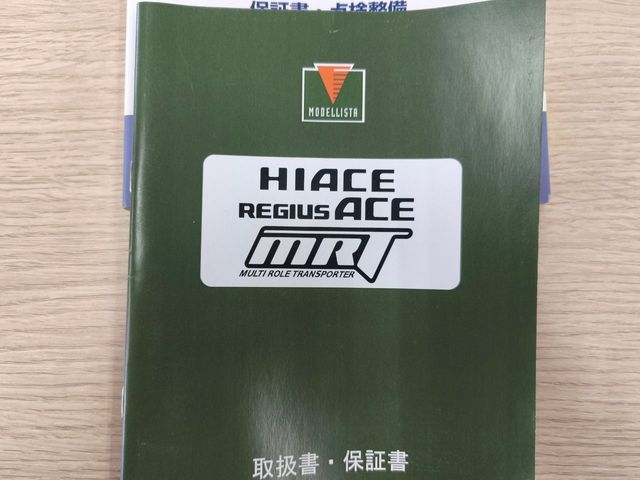 保証書・点検整備
MODELLISTA
HIACE
REGIUS ACE
MRT
MULTI ROLE TRANSPORTER
取扱書・保証書